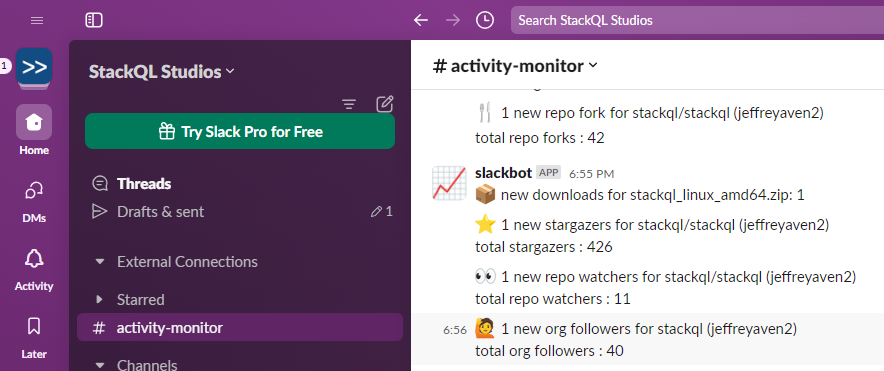 Search StackQL Studios
1
>>
Home
DMs
Activity
Later
StackQL Studios
Try Slack Pro for Free
Threads
Drafts & sent
1
External Connections
Starred
# activity-monitor
Channels
# activity-monitor
1 new repo fork for stackql/stackql (jeffreyaven2)
total repo forks : 42
slackbot APP 6:55 PM
new downloads for stackql_linux_amd64.zip: 1
1 new stargazers for stackql/stackql (jeffreyaven2)
total stargazers : 426
1 new repo watchers for stackql/stackql (jeffreyaven2)
total repo watchers : 11
6:56 1 new org followers for stackql (jeffreyaven2)
total org followers : 40